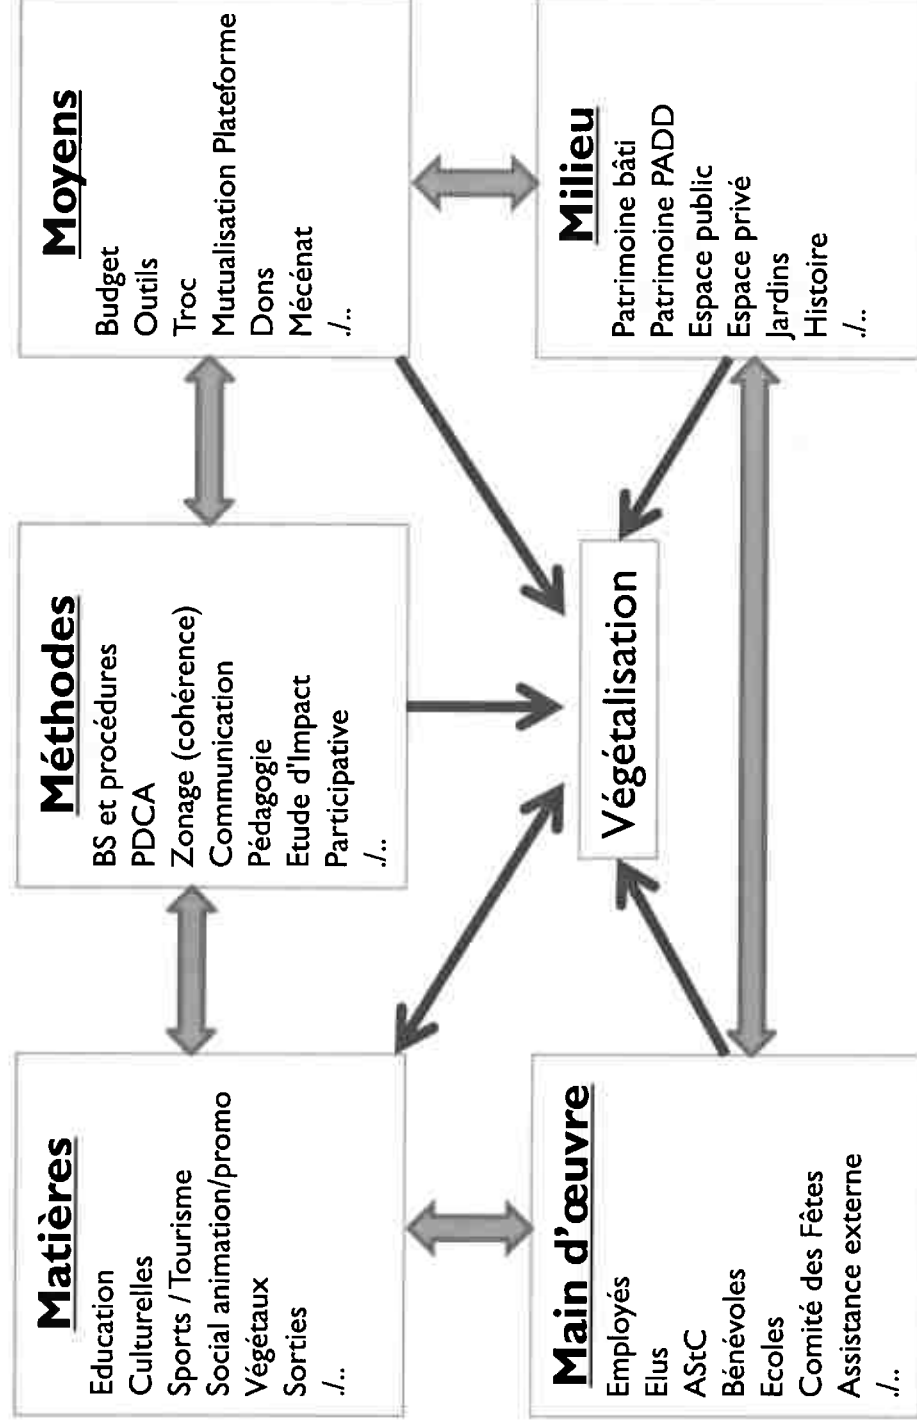 Matières
Education
Culturelles
Sports / Tourisme
Social animation/promo
Végétaux
Sorties
./..
Méthodes
BS et procédures
PDCA
Zonage (cohérence)
Communication
Pédagogie
Etude d'Impact
Participative
./..
Moyens
Budget
Outils
Troc
Mutualisation Plateforme
Dons
Mécénat
./..
Végétalisation
Main d'œuvre
Employés
Elus
AStC
Bénévoles
Ecoles
Comité des Fêtes
Assistance externe
./..
Milieu
Patrimoine bâti
Patrimoine PADD
Espace public
Espace privé
Jardins
Histoire
./..